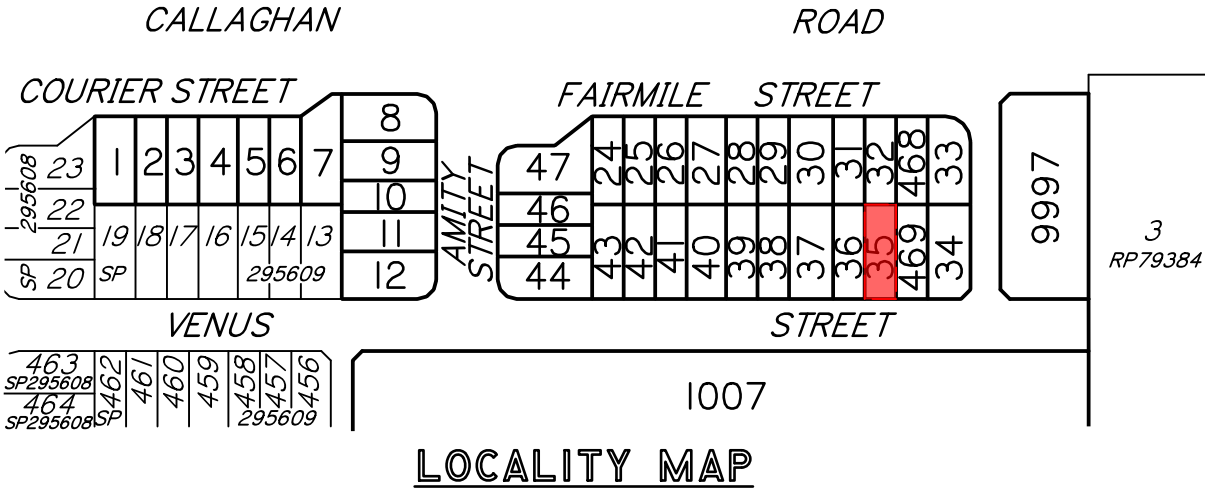 CALLAGHAN ROAD
COURIER STREET
FAIRMILE STREET
8
9
10
11
12
23
22
21
20
SP
295608
1 2 3 4 5 6 7
19 18 17 16 15 14 13
SP 295609
AMITY
STREET
47
46
45
44
24 25 26 27 28 29 30 31 32 468 33
43 42 41 40 39 38 37 36 35 469 34
9997
3
RP79384
VENUS STREET
463
SP295608
464
SP295608
462 461 460 459 458 457 456
SP 295609
1007
LOCALITY MAP